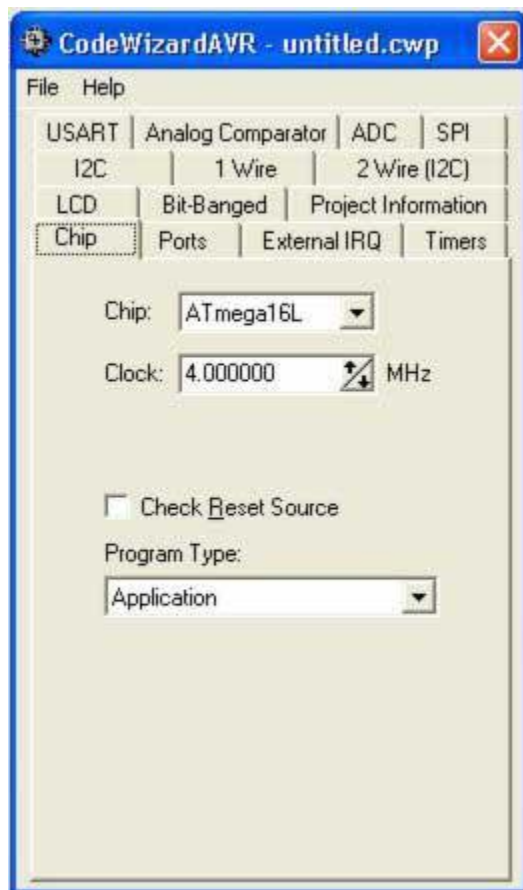 CodeWizardAVR - untitled.cwp
File Help
USART Analog Comparator ADC SPI
I2C 1 Wire 2 Wire (I2C)
LCD Bit-Banged Project Information
Chip Ports External IRQ Timers
Chip: ATmega16L
Clock: 4.000000 MHz
Check Reset Source
Program Type:
Application